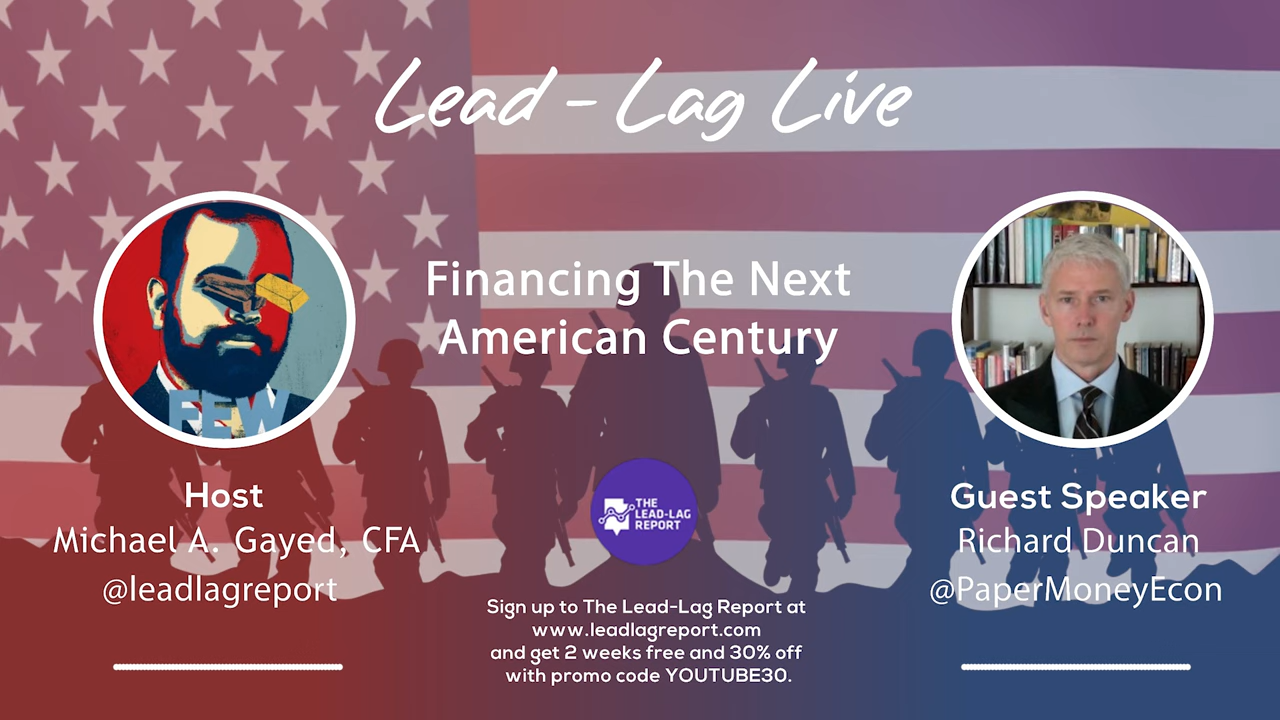 Lead - Lag Live
Financing The Next
American Century
FEW
Host
Michael A. Gayed, CFA
@leadlagreport
THE
LEAD-LAG
REPORT
Guest Speaker
Richard Duncan
@PaperMoneyEcon
Sign up to The Lead-Lag Report at
www.leadlagreport.com
and get 2 weeks free and 30% off
with promo code YOUTUBE30.